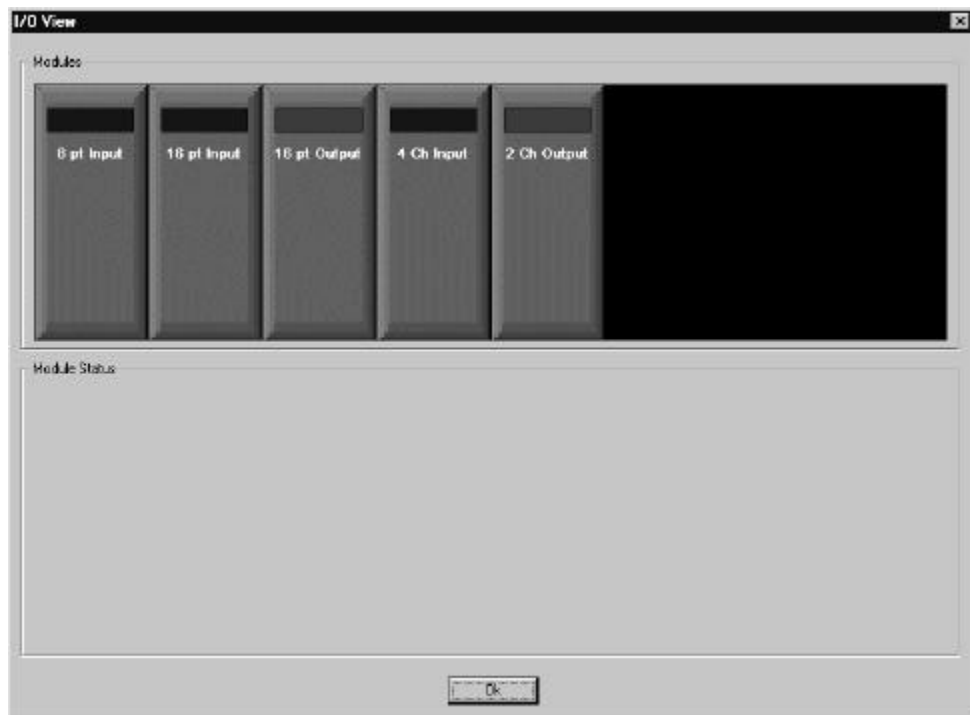 I/O View
Modules
8 pt Input
16 pt Input
16 pt Output
4 Ch Input
2 Ch Output
Module Status
Ok